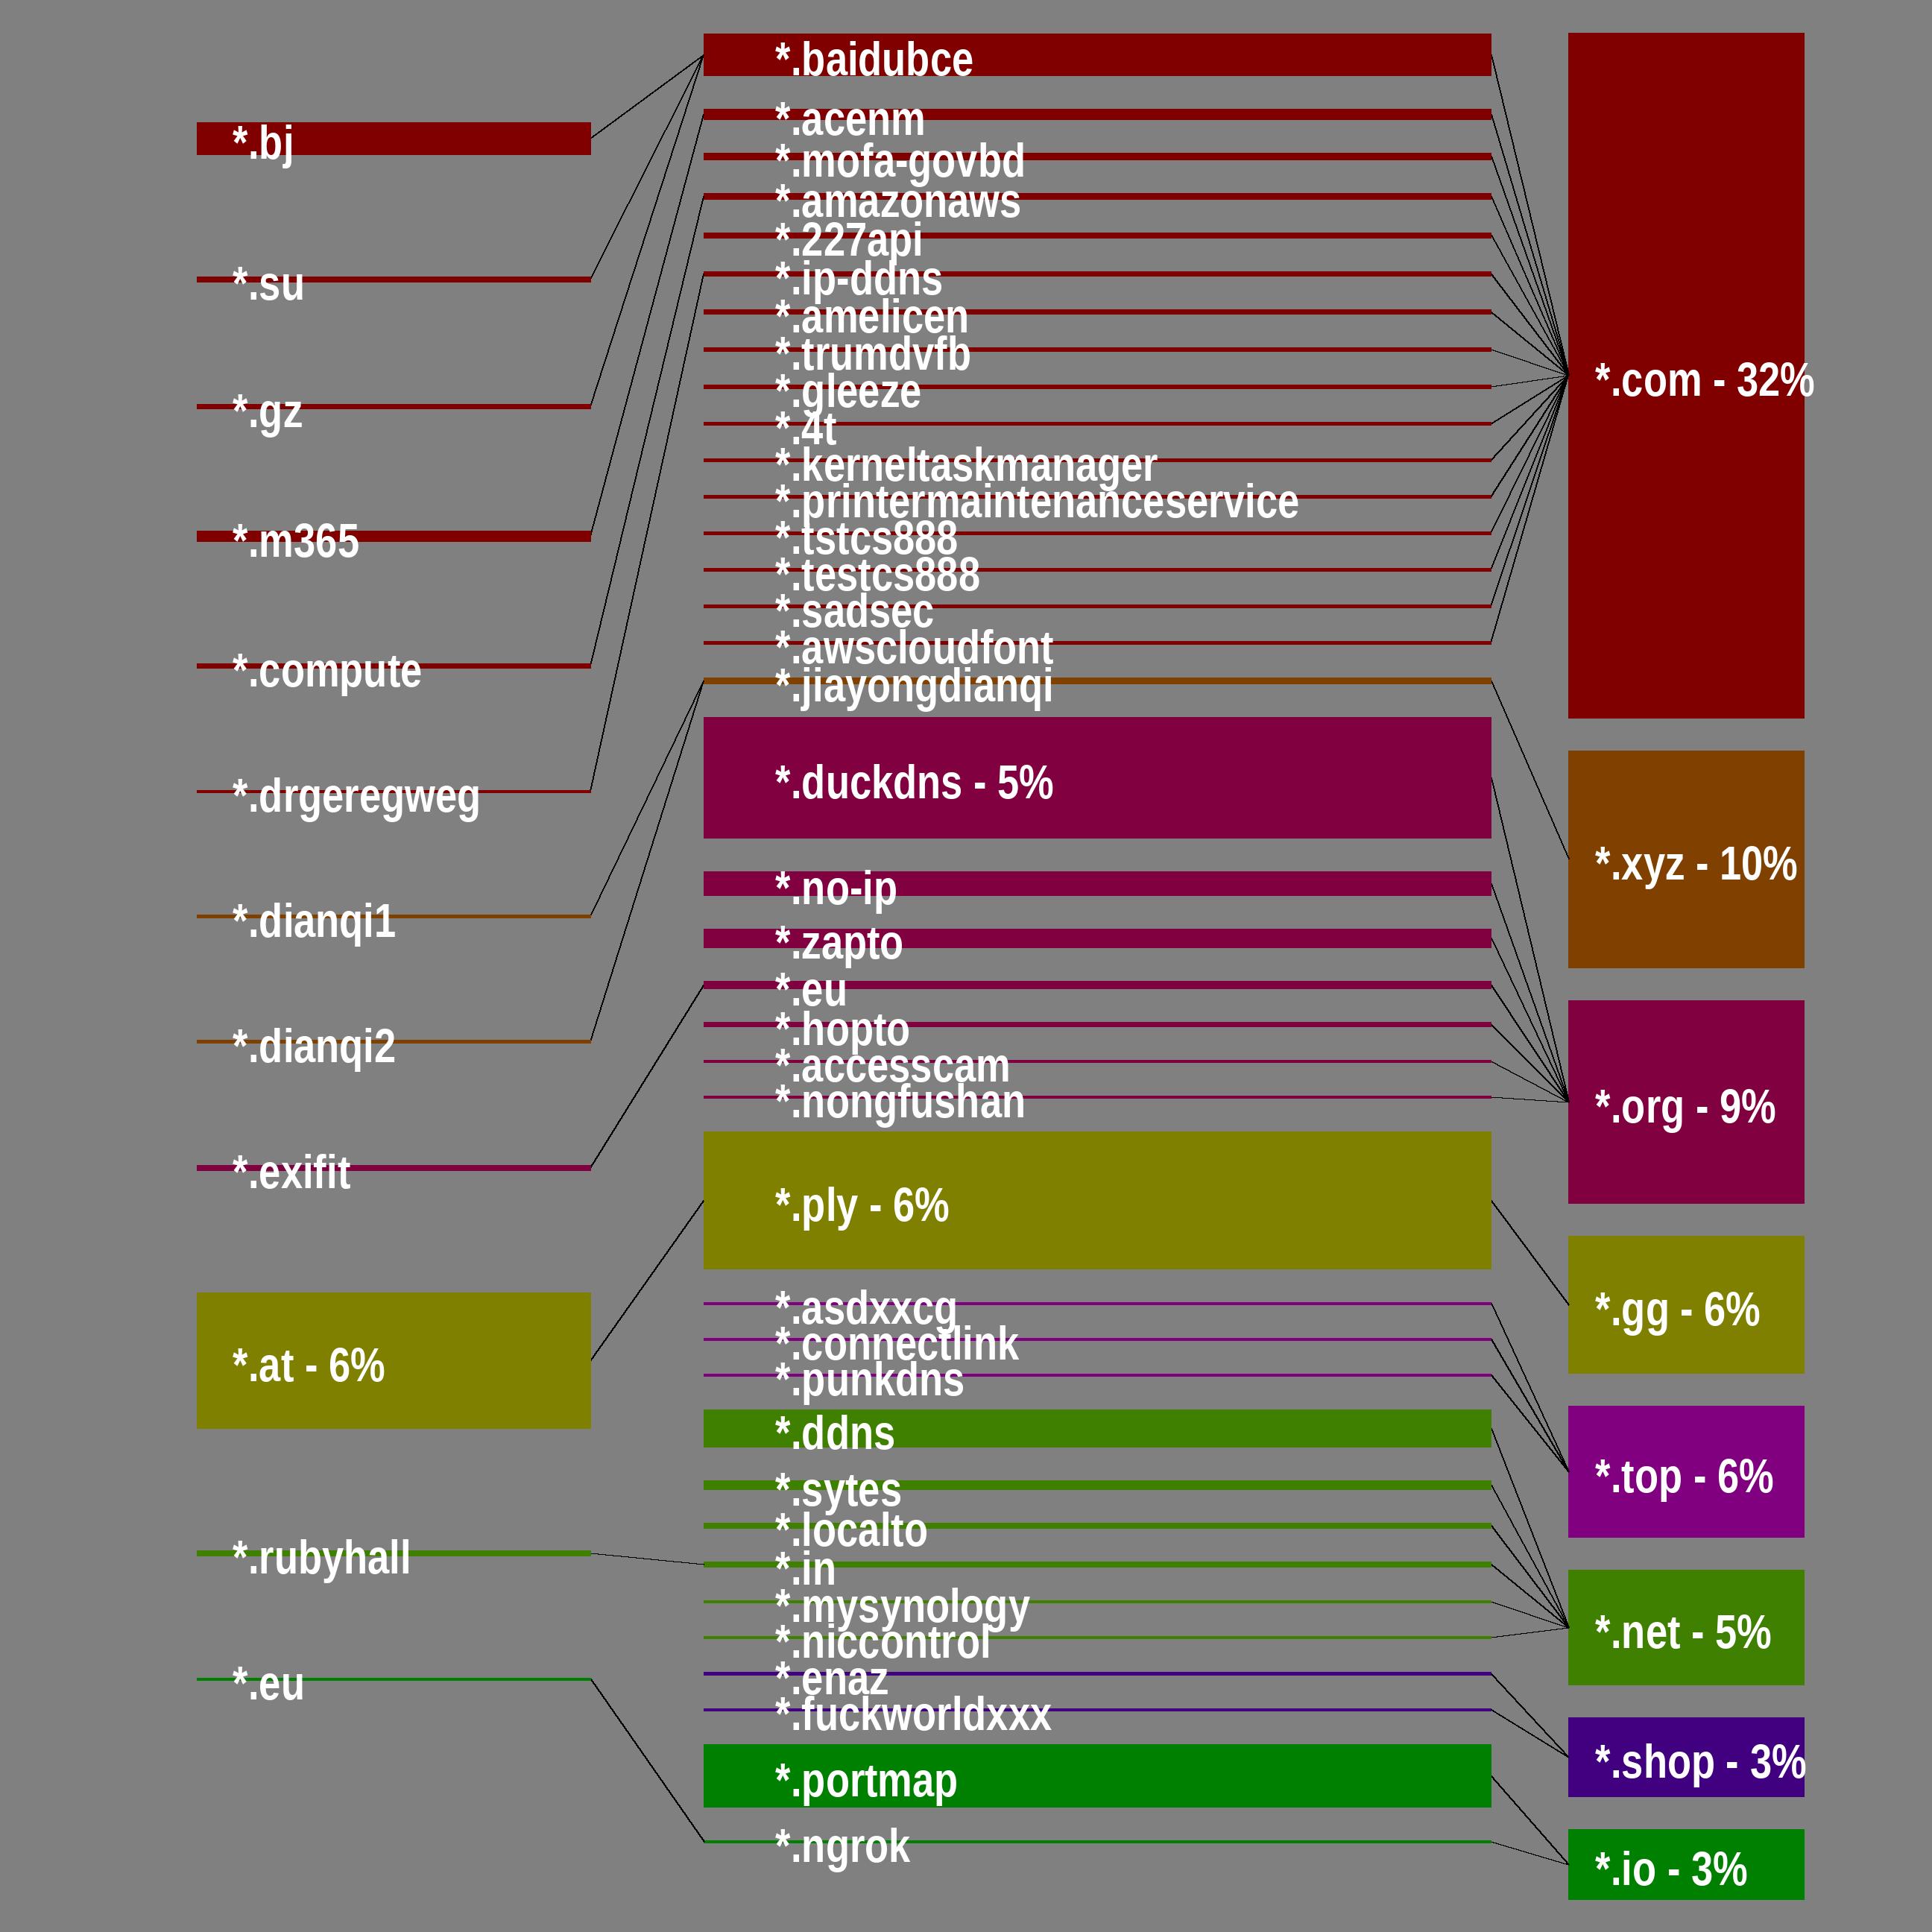 *.bj
*.su
*.gz
*.m365
*.compute
*.drgeregweg
*.dianqi1
*.dianqi2
*.exifit
*.at - 6%
*.rubyhall
*.eu
*.baidubce
*.acenm
*.mofa-govbd
*.amazonaws
*.227api
*.ip-ddns
*.amelicen
*.trumdvfb
*.gleeze
*.4t
*.kerneltaskmanager
*.printermaintenanceservice
*.tstcs888
*.testcs888
*.sadsec
*.awscloudfont
*.jiayongdianqi
*.duckdns - 5%
*.no-ip
*.zapto
*.eu
*.hopto
*.accesscam
*.nongfushan
*.ply - 6%
*.asdxxcg
*.connectlink
*.punkdns
*.ddns
*.sytes
*.localto
*.in
*.mysynology
*.niccontrol
*.enaz
*.fuckworldxxx
*.portmap
*.ngrok
*.com - 32%
*.xyz - 10%
*.org - 9%
*.gg - 6%
*.top - 6%
*.net - 5%
*.shop - 3%
*.io - 3%